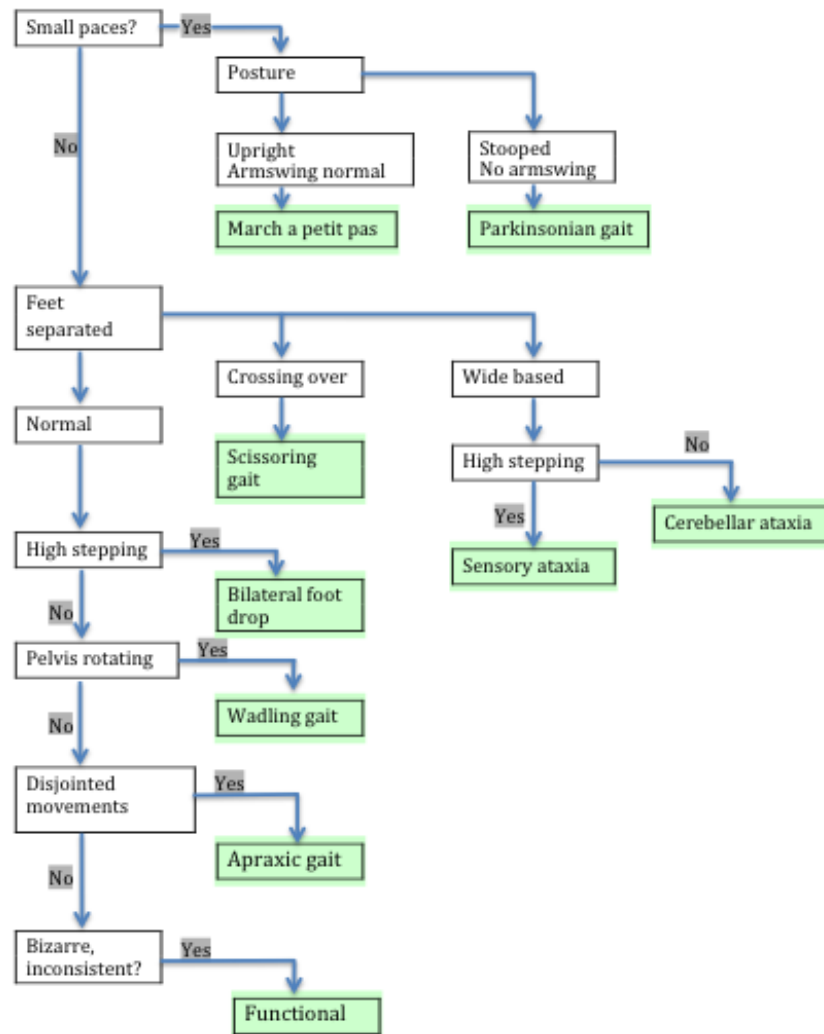 Small paces?
Yes
Posture
No
Upright
Armswing normal
Stooped
No armswing
March a petit pas
Parkinsonian gait
Feet
separated
Crossing over
Wide based
Normal
Scissoring
gait
High stepping
No
Yes
Cerebellar ataxia
High stepping
Yes
Sensory ataxia
Bilateral foot
drop
No
Pelvis rotating
Yes
Wadling gait
No
Disjointed
movements
Yes
Apraxic gait
No
Bizarre,
inconsistent?
Yes
Functional